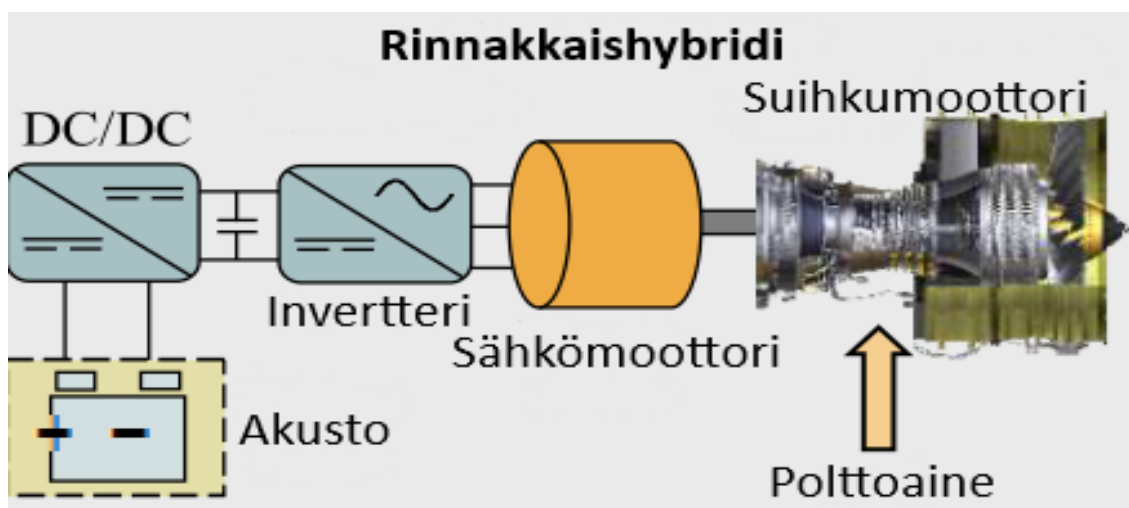 Rinnakkaishybridi
Suihkumoottori
DC/DC
Invertteri
Sähkömoottori
Akusto
Polttoaine